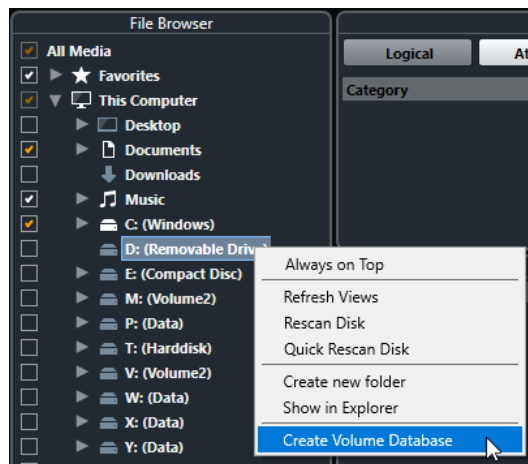 File Browser
All Media
Favorites
This Computer
Desktop
Documents
Downloads
Music
C: (Windows)
D: (Removable Drive)
E: (Compact Disc)
M: (Volume2)
P: (Data)
T: (Harddisk)
V: (Volume2)
W: (Data)
X: (Data)
Y: (Data)
Logical
At
Category
Always on Top
Refresh Views
Rescan Disk
Quick Rescan Disk
Create new folder
Show in Explorer
Create Volume Database